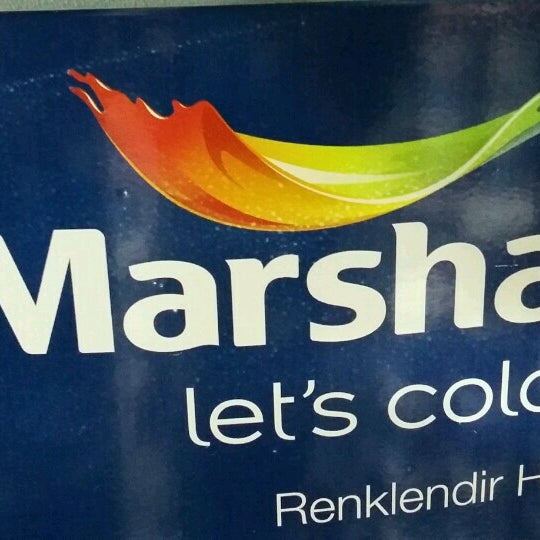 Marsha
let's colo
Renklendir H